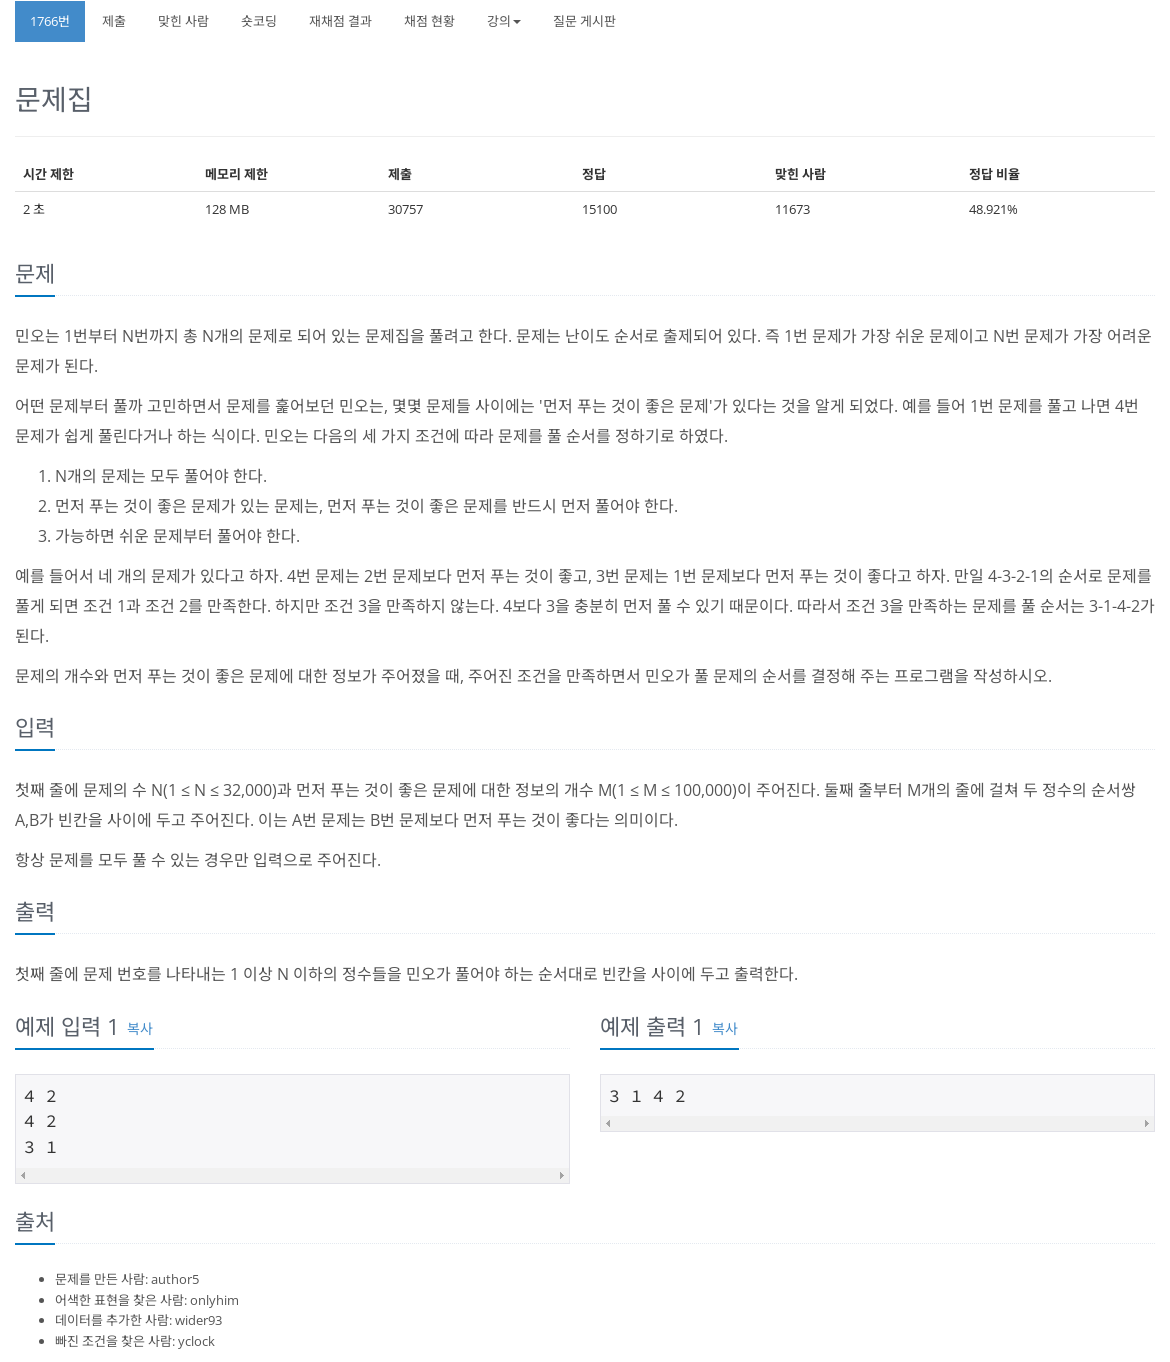 1766번 제출 맞힌 사람 숏코딩 재채점 결과 채점 현황 강의 질문 게시판
문제집
시간 제한 메모리 제한 제출 정답 맞힌 사람 정답 비율
2 초 128 MB 30757 15100 11673 48.921%
문제
민오는 1번부터 N번까지 총 N개의 문제로 되어 있는 문제집을 풀려고 한다. 문제는 난이도 순서로 출제되어 있다. 즉 1번 문제가 가장 쉬운 문제이고 N번 문제가 가장 어려운
문제가 된다.
어떤 문제부터 풀까 고민하면서 문제를 훑어보던 민오는, 몇몇 문제들 사이에는 '먼저 푸는 것이 좋은 문제'가 있다는 것을 알게 되었다. 예를 들어 1번 문제를 풀고 나면 4번
문제가 쉽게 풀린다거나 하는 식이다. 민오는 다음의 세 가지 조건에 따라 문제를 풀 순서를 정하기로 하였다.
1. N개의 문제는 모두 풀어야 한다.
2. 먼저 푸는 것이 좋은 문제가 있는 문제는, 먼저 푸는 것이 좋은 문제를 반드시 먼저 풀어야 한다.
3. 가능하면 쉬운 문제부터 풀어야 한다.
예를 들어서 네 개의 문제가 있다고 하자. 4번 문제는 2번 문제보다 먼저 푸는 것이 좋고, 3번 문제는 1번 문제보다 먼저 푸는 것이 좋다고 하자. 만일 4-3-2-1의 순서로 문제를
풀게 되면 조건 1과 조건 2를 만족한다. 하지만 조건 3을 만족하지 않는다. 4보다 3을 충분히 먼저 풀 수 있기 때문이다. 따라서 조건 3을 만족하는 문제를 풀 순서는 3-1-4-2가
된다.
문제의 개수와 먼저 푸는 것이 좋은 문제에 대한 정보가 주어졌을 때, 주어진 조건을 만족하면서 민오가 풀 문제의 순서를 결정해 주는 프로그램을 작성하시오.
입력
첫째 줄에 문제의 수 N(1 ≤ N ≤ 32,000)과 먼저 푸는 것이 좋은 문제에 대한 정보의 개수 M(1 ≤ M ≤ 100,000)이 주어진다. 둘째 줄부터 M개의 줄에 걸쳐 두 정수의 순서쌍
A,B가 빈칸을 사이에 두고 주어진다. 이는 A번 문제는 B번 문제보다 먼저 푸는 것이 좋다는 의미이다.
항상 문제를 모두 풀 수 있는 경우만 입력으로 주어진다.
출력
첫째 줄에 문제 번호를 나타내는 1 이상 N 이하의 정수들을 민오가 풀어야 하는 순서대로 빈칸을 사이에 두고 출력한다.
예제 입력 1 복사
4 2
4 2
3 1
예제 출력 1 복사
3 1 4 2
출처
문제를 만든 사람: author5
어색한 표현을 찾은 사람: onlyhim
데이터를 추가한 사람: wider93
빠진 조건을 찾은 사람: yclock